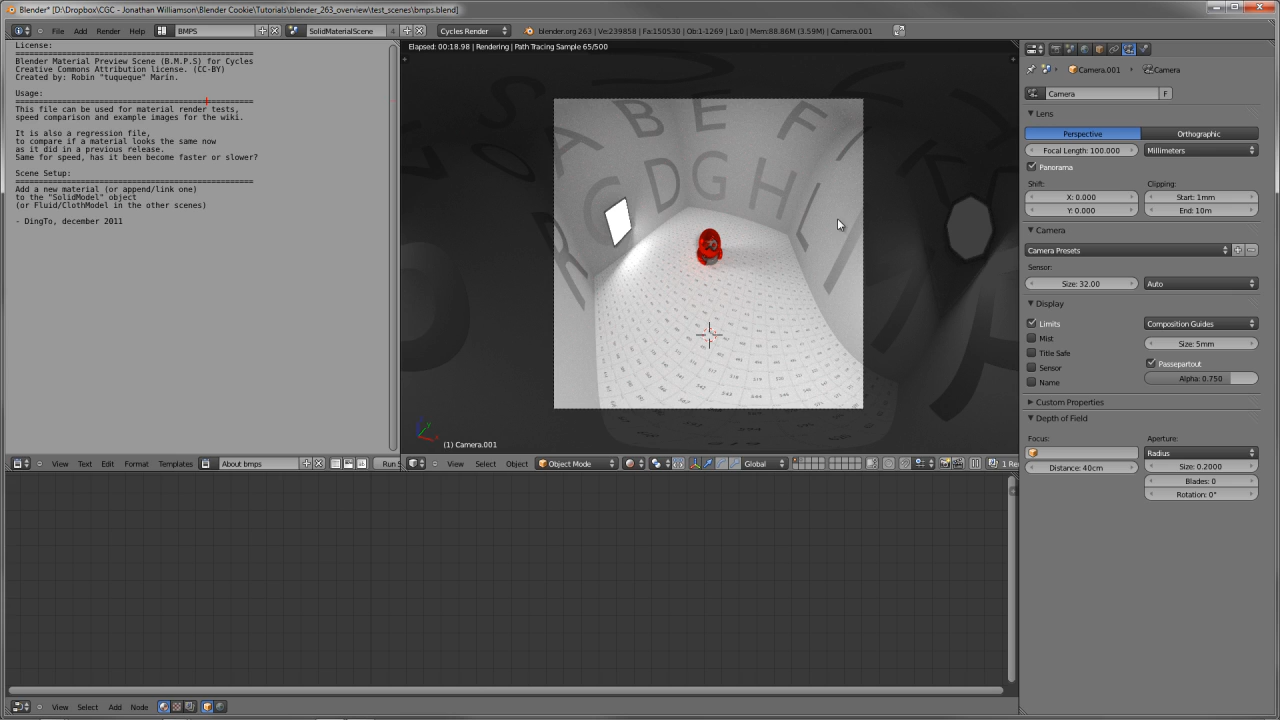 Blender* [D:\Dropbox\CGC - Jonathan Williamson\Blender Cookie\Tutorials\blender_263_overview\test_scenes\bmps.blend]
File Add Render Help BMPS SolidMaterialScene 4 Cycles Render blender.org 263 | Ve:239858 | Fa:150530 | Ob:1-1269 | La:0 | Mem:88.86M (3.59M) | Camera.001
License:
==========================================
Blender Material Preview Scene (B.M.P.S) for Cycles
Creative Commons Attribution license. (CC-BY)
Created by: Robin "tuqueque" Marin.
Usage:
==========================================
This file can be used for material render tests,
speed comparison and example images for the wiki.
It is also a regression file,
to compare if a material looks the same now
as it did in a previous release.
Same for speed, has it been become faster or slower?
Scene Setup:
==========================================
Add a new material (or append/link one)
to the "SolidModel" object
(or Fluid/ClothModel in the other scenes)
- DingTo, december 2011
View Text Edit Format Templates About bmps Run S
Elapsed: 00:18.98 | Rendering | Path Tracing Sample 65/500
A B E F
R C D G H I
(1) Camera.001
View Select Object Object Mode Global 1 Re
Camera.001 Camera
Camera F
Lens
Perspective Orthographic
Focal Length: 100.000 Millimeters
Panorama
Shift: Clipping:
X: 0.000 Start: 1mm
Y: 0.000 End: 10m
Camera
Camera Presets
Sensor:
Size: 32.00 Auto
Display
Limits Composition Guides
Mist Size: 5mm
Title Safe
Sensor Passepartout
Name Alpha: 0.750
Custom Properties
Depth of Field
Focus: Aperture:
Radius
Distance: 40cm Size: 0.2000
Blades: 0
Rotation: 0°
View Select Add Node